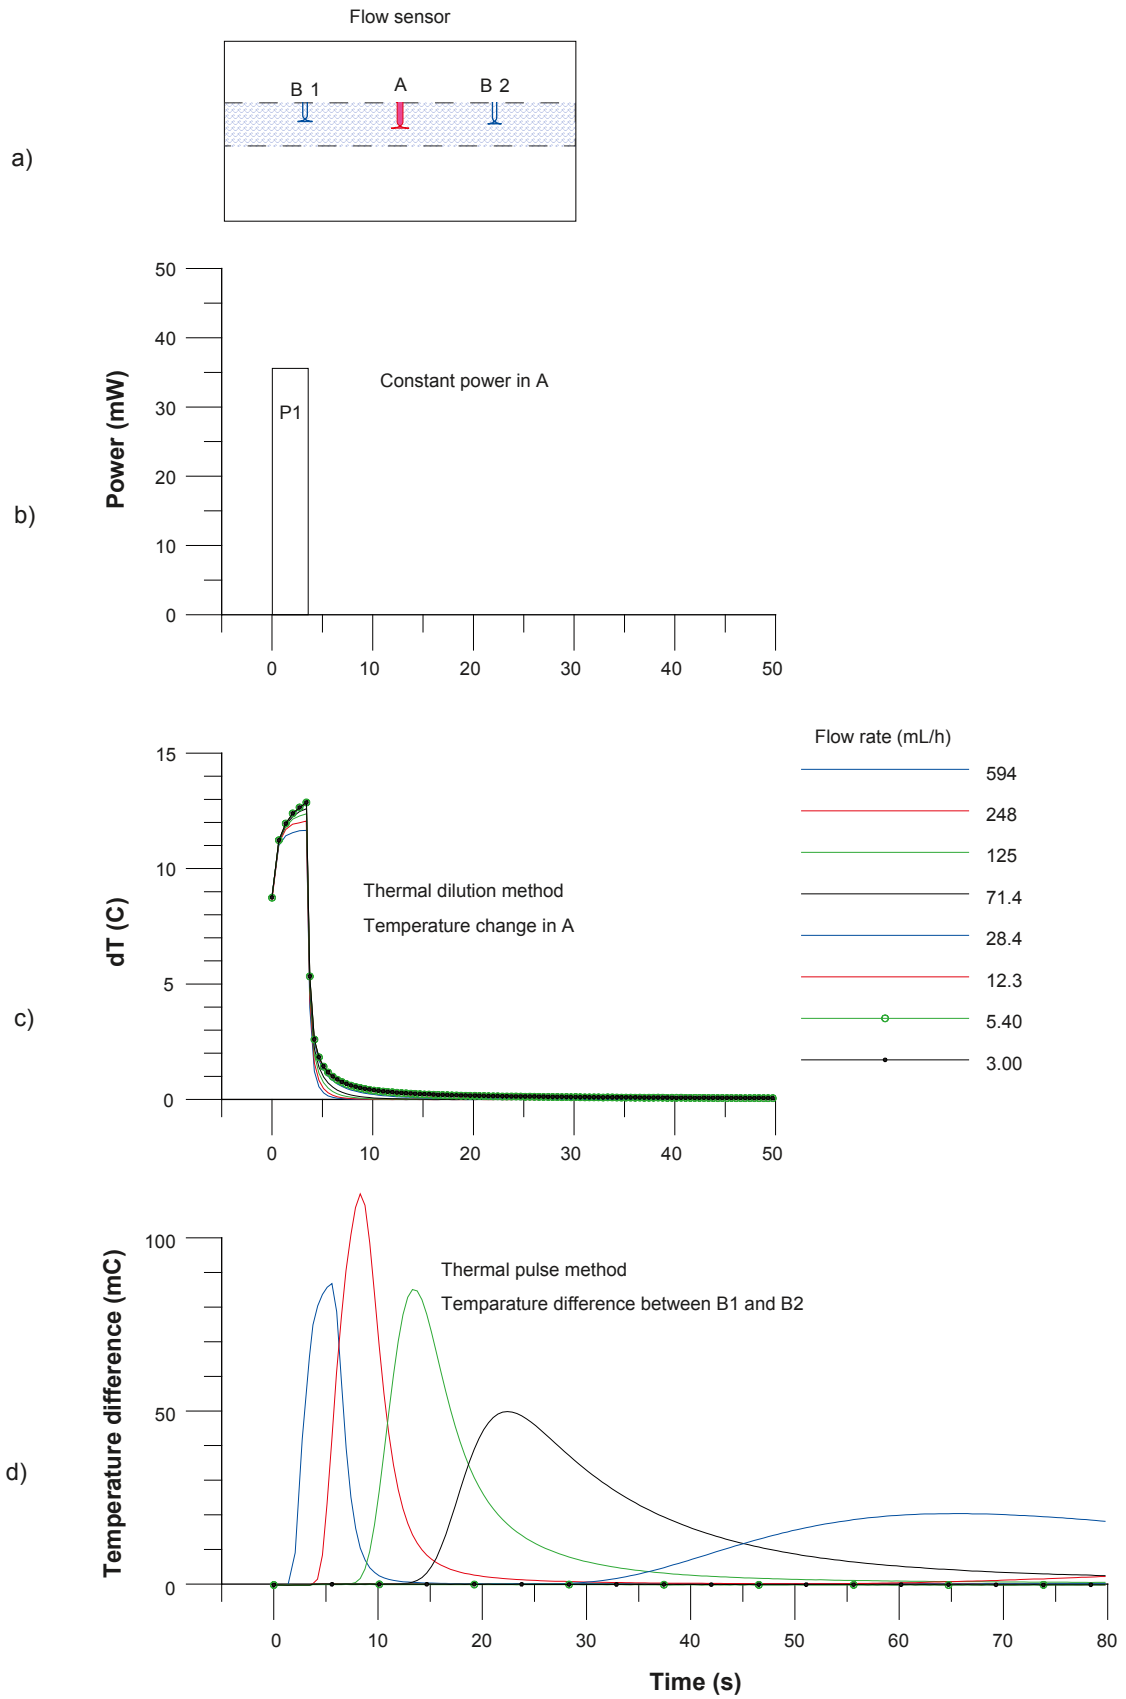 Flow sensor
B 1
A
B 2
a)
50
40
30
20
10
0
Power (mW)
P1
Constant power in A
b)
0
10
20
30
40
50
15
10
5
0
dT (C)
Thermal dilution method
Temperature change in A
c)
0
10
20
30
40
50
Flow rate (mL/h)
594
248
125
71.4
28.4
12.3
5.40
3.00
100
50
0
Temperature difference (mC)
Thermal pulse method
Temparature difference between B1 and B2
d)
0
10
20
30
40
50
60
70
80
Time (s)